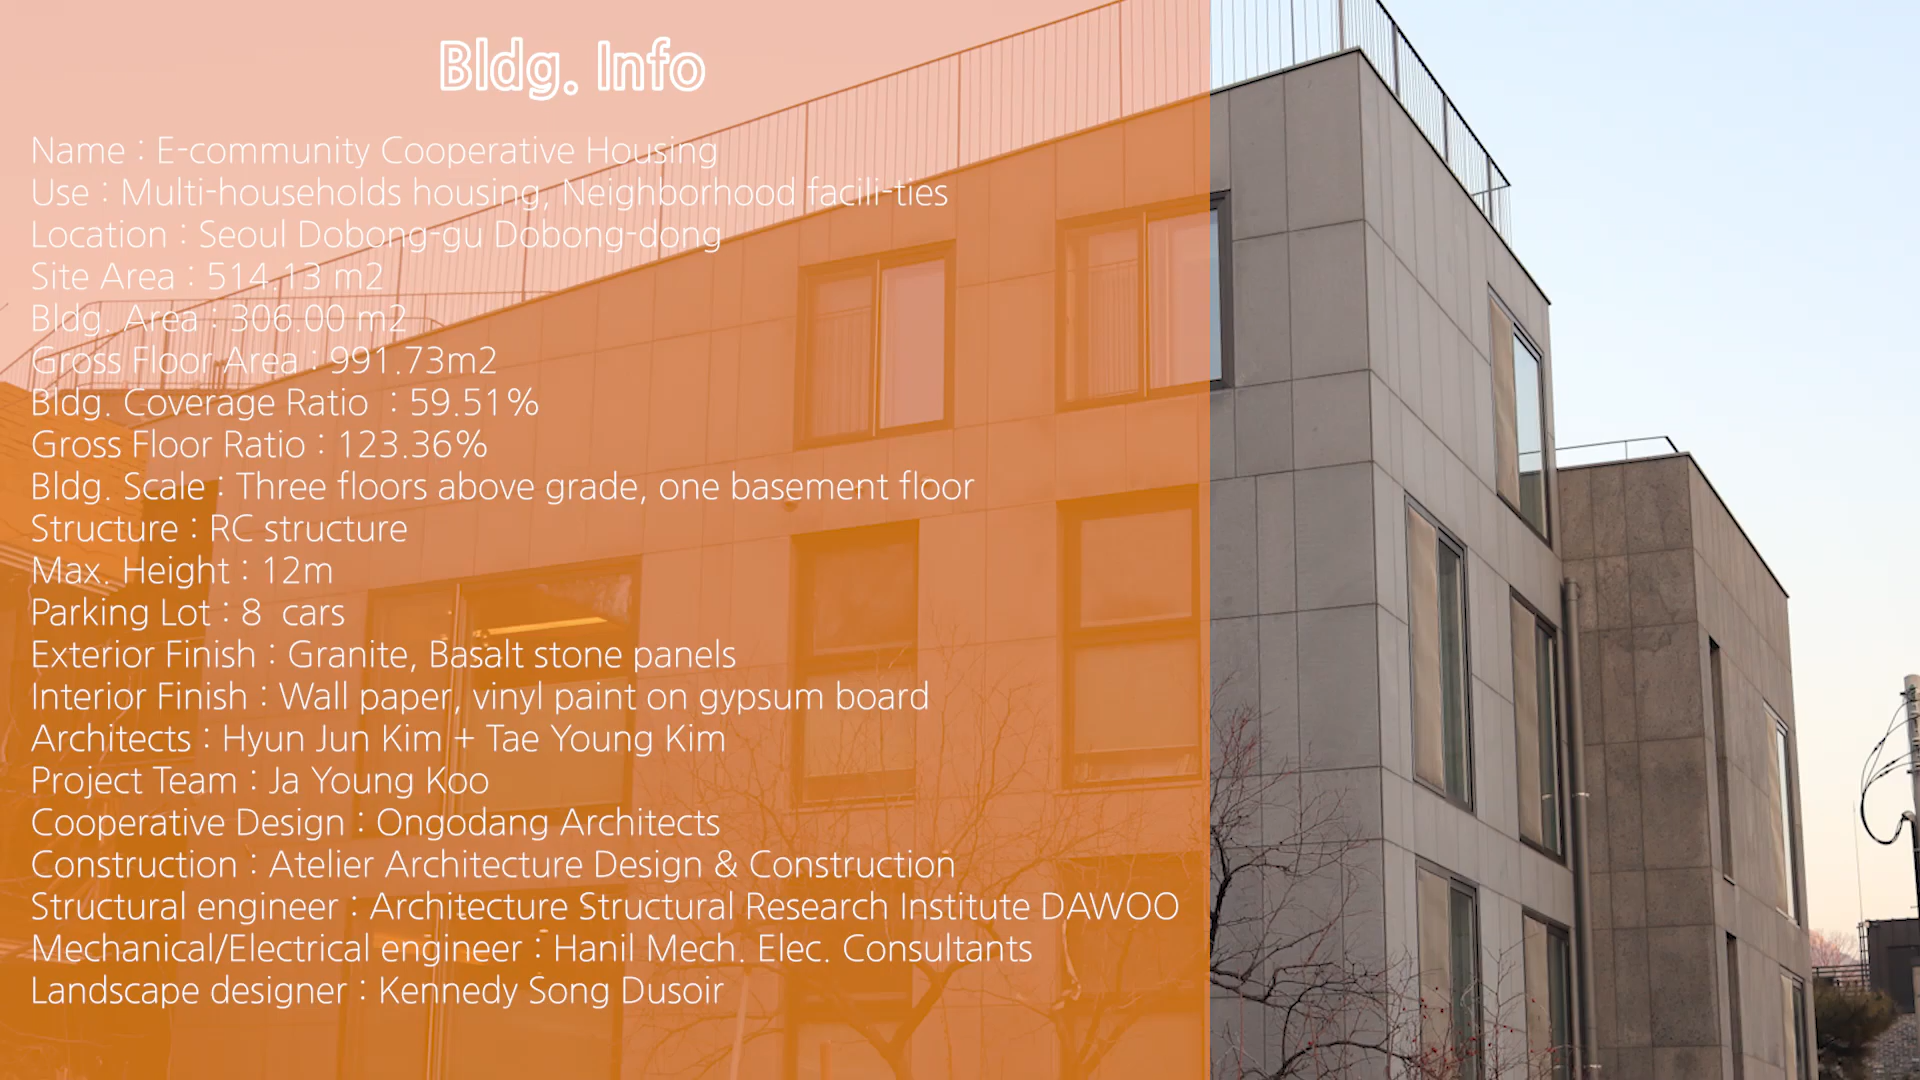 Bldg. Info
Name : E-community Cooperative Housing
Use : Multi-households housing, Neighborhood facili-ties
Location : Seoul Dobong-gu Dobong-dong
Site Area : 514.13 m2
Bldg. Area : 306.00 m2
Gross Floor Area : 991.73m2
Bldg. Coverage Ratio  : 59.51%
Gross Floor Ratio : 123.36%
Bldg. Scale : Three floors above grade, one basement floor
Structure : RC structure
Max. Height : 12m
Parking Lot : 8  cars
Exterior Finish : Granite, Basalt stone panels
Interior Finish : Wall paper, vinyl paint on gypsum board
Architects : Hyun Jun Kim + Tae Young Kim
Project Team : Ja Young Koo
Cooperative Design : Ongodang Architects
Construction : Atelier Architecture Design & Construction
Structural engineer : Architecture Structural Research Institute DAWOO
Mechanical/Electrical engineer : Hanil Mech. Elec. Consultants
Landscape designer : Kennedy Song Dusoir